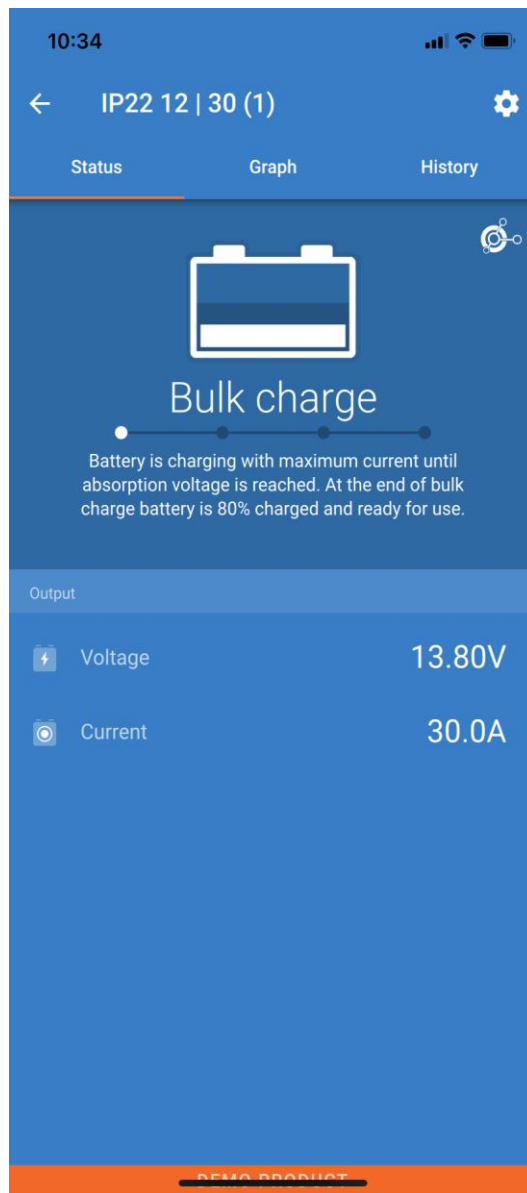 10:34
IP22 12 | 30 (1)
Status Graph History
Bulk charge
Battery is charging with maximum current until
absorption voltage is reached. At the end of bulk
charge battery is 80% charged and ready for use.
Output
Voltage 13.80V
Current 30.0A
DEMO PRODUCT